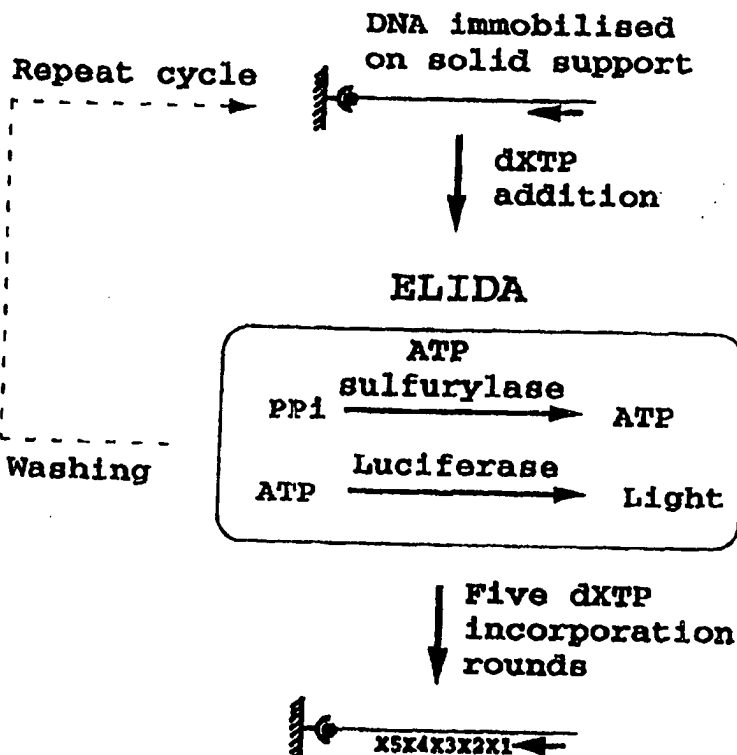 DNA immobilised
on solid support
Repeat cycle
dXTP
addition
ELIDA
ATP
sulfurylase
PPi
ATP
Luciferase
ATP
Light
Washing
Five dXTP
incorporation
rounds
X5X4X3X2X1